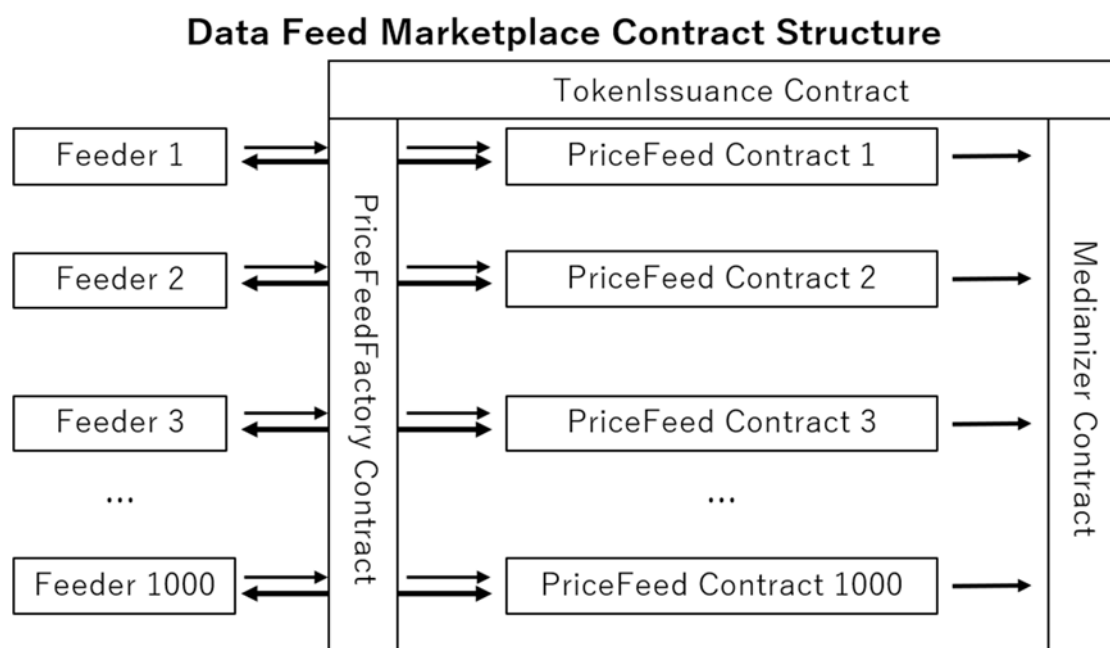 Data Feed Marketplace Contract Structure
TokenIssuance Contract
Feeder 1
PriceFeed Contract 1
Feeder 2
PriceFeed Contract 2
Feeder 3
PriceFeed Contract 3
...
...
Feeder 1000
PriceFeed Contract 1000
PriceFeedFactory Contract
Medianizer Contract